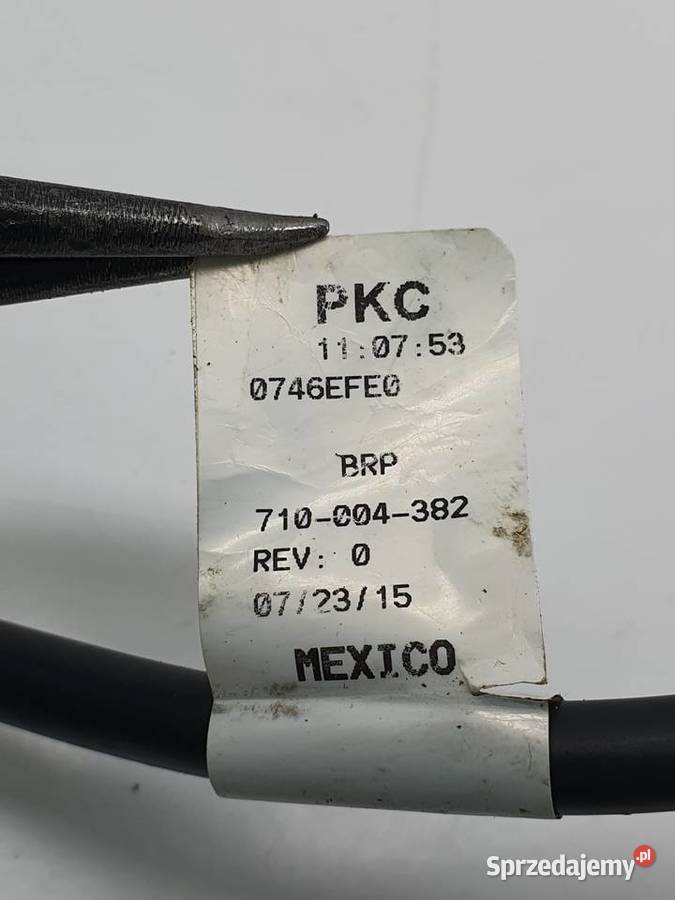 PKC
11:07:53
0746EFE0
BRP
710-004-382
REV: 0
07/23/15
MEXICO
Sprzedajemy.pl